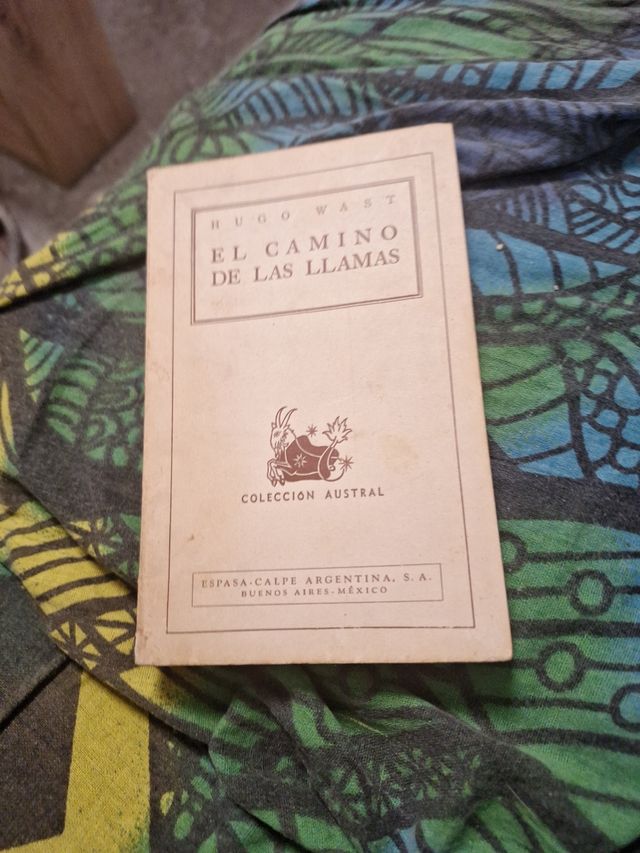 HUGO WAST
EL CAMINO
DE LAS LLAMAS
COLECCIÓN AUSTRAL
ESPASA-CALPE ARGENTINA, S. A.
BUENOS AIRES-MÉXICO